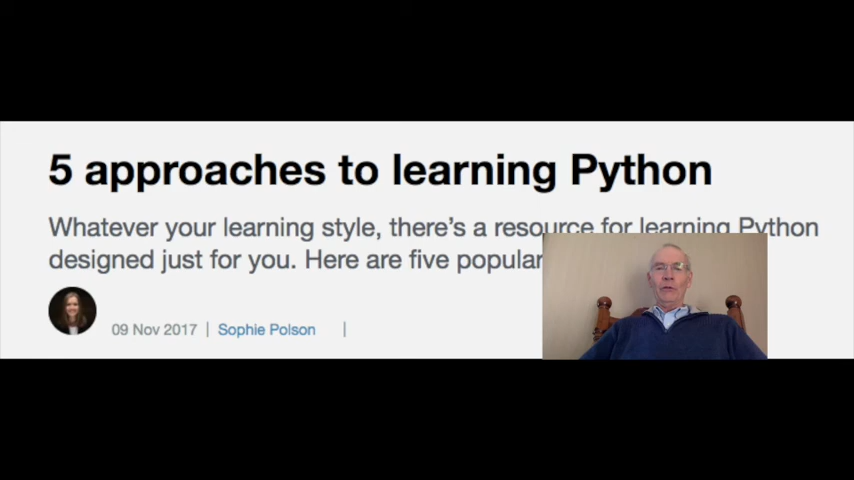 5 approaches to learning Python
Whatever your learning style, there's a resource for learning Python
designed just for you. Here are five popular
09 Nov 2017 | Sophie Polson |